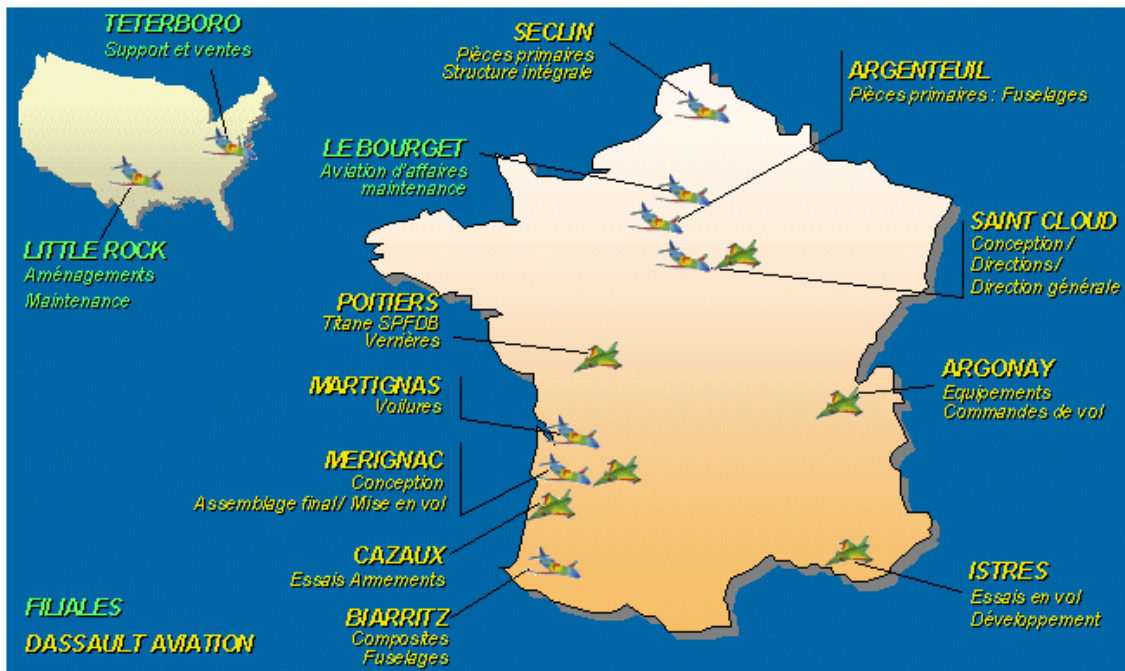 TETERBORO
Support et ventes
LITTLE ROCK
Aménagements
Maintenance
SECLIN
Pièces primaires
Structure intégrale
ARGENTEUIL
Pièces primaires : Fuselages
LE BOURGET
Aviation d'affaires
maintenance
SAINT CLOUD
Conception /
Directions /
Direction générale
POITIERS
Titane SPFDB
Verrières
ARGONAY
Equipements
Commandes de vol
MARTIGNAS
Voilures
MERIGNAC
Conception
Assemblage final / Mise en vol
CAZAUX
Essais Armements
ISTRES
Essais en vol
Développement
BIARRITZ
Composites
Fuselages
FILIALES
DASSAULT AVIATION